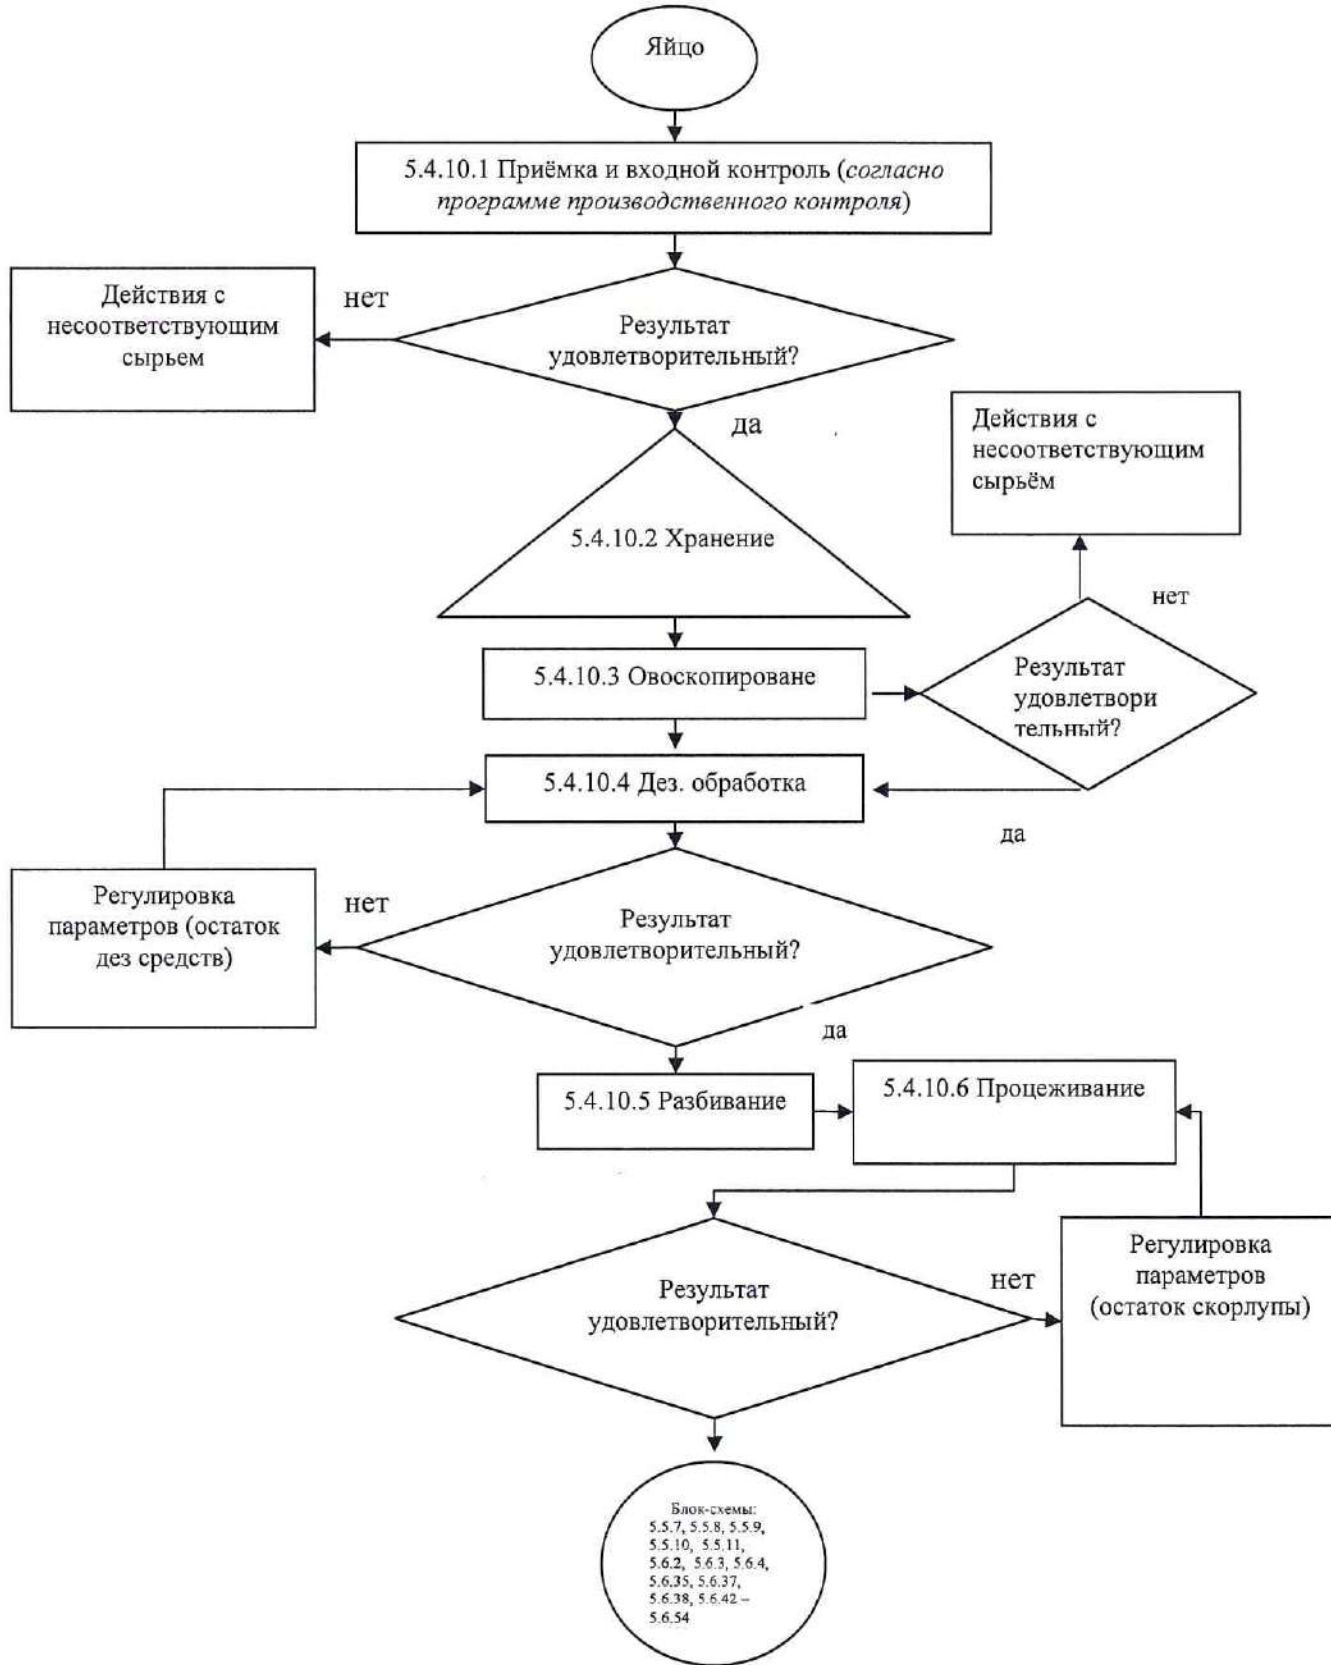 Яйцо
5.4.10.1 Приёмка и входной контроль (согласно
программе производственного контроля)
Действия с
несоответствующим
сырьем
нет
Результат
удовлетворительный?
да
Действия с
несоответствующим
сырьём
5.4.10.2 Хранение
нет
5.4.10.3 Овоскопироване
Результат
удовлетвори
тельный?
5.4.10.4 Дез. обработка
да
Регулировка
параметров (остаток
дез средств)
нет
Результат
удовлетворительный?
да
5.4.10.5 Разбивание
5.4.10.6 Процеживание
Результат
удовлетворительный?
нет
Регулировка
параметров
(остаток скорлупы)
Блок-схемы:
5.5.7, 5.5.8, 5.5.9,
5.5.10, 5.5.11,
5.6.2, 5.6.3, 5.6.4,
5.6.35, 5.6.37,
5.6.38, 5.6.42 –
5.6.54